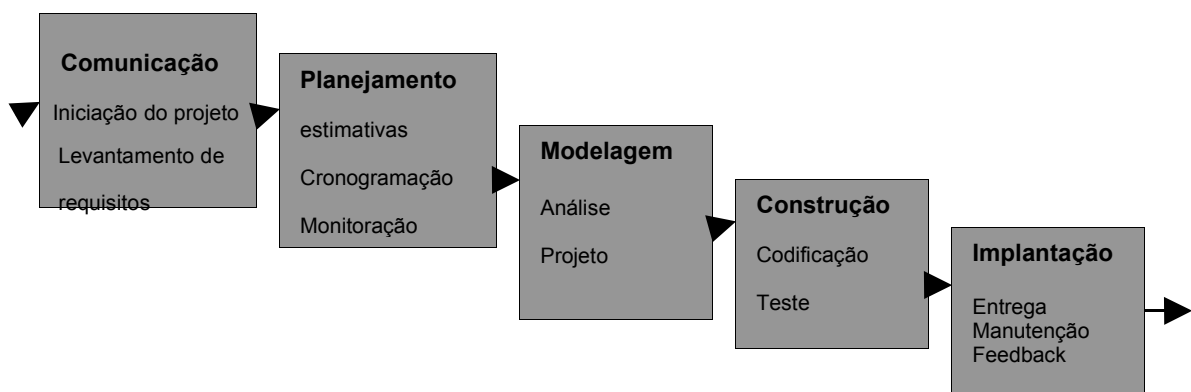 Comunicação
Iniciação do projeto
Levantamento de
requisitos
Planejamento
estimativas
Cronogramação
Monitoração
Modelagem
Análise
Projeto
Construção
Codificação
Teste
Implantação
Entrega
Manutenção
Feedback